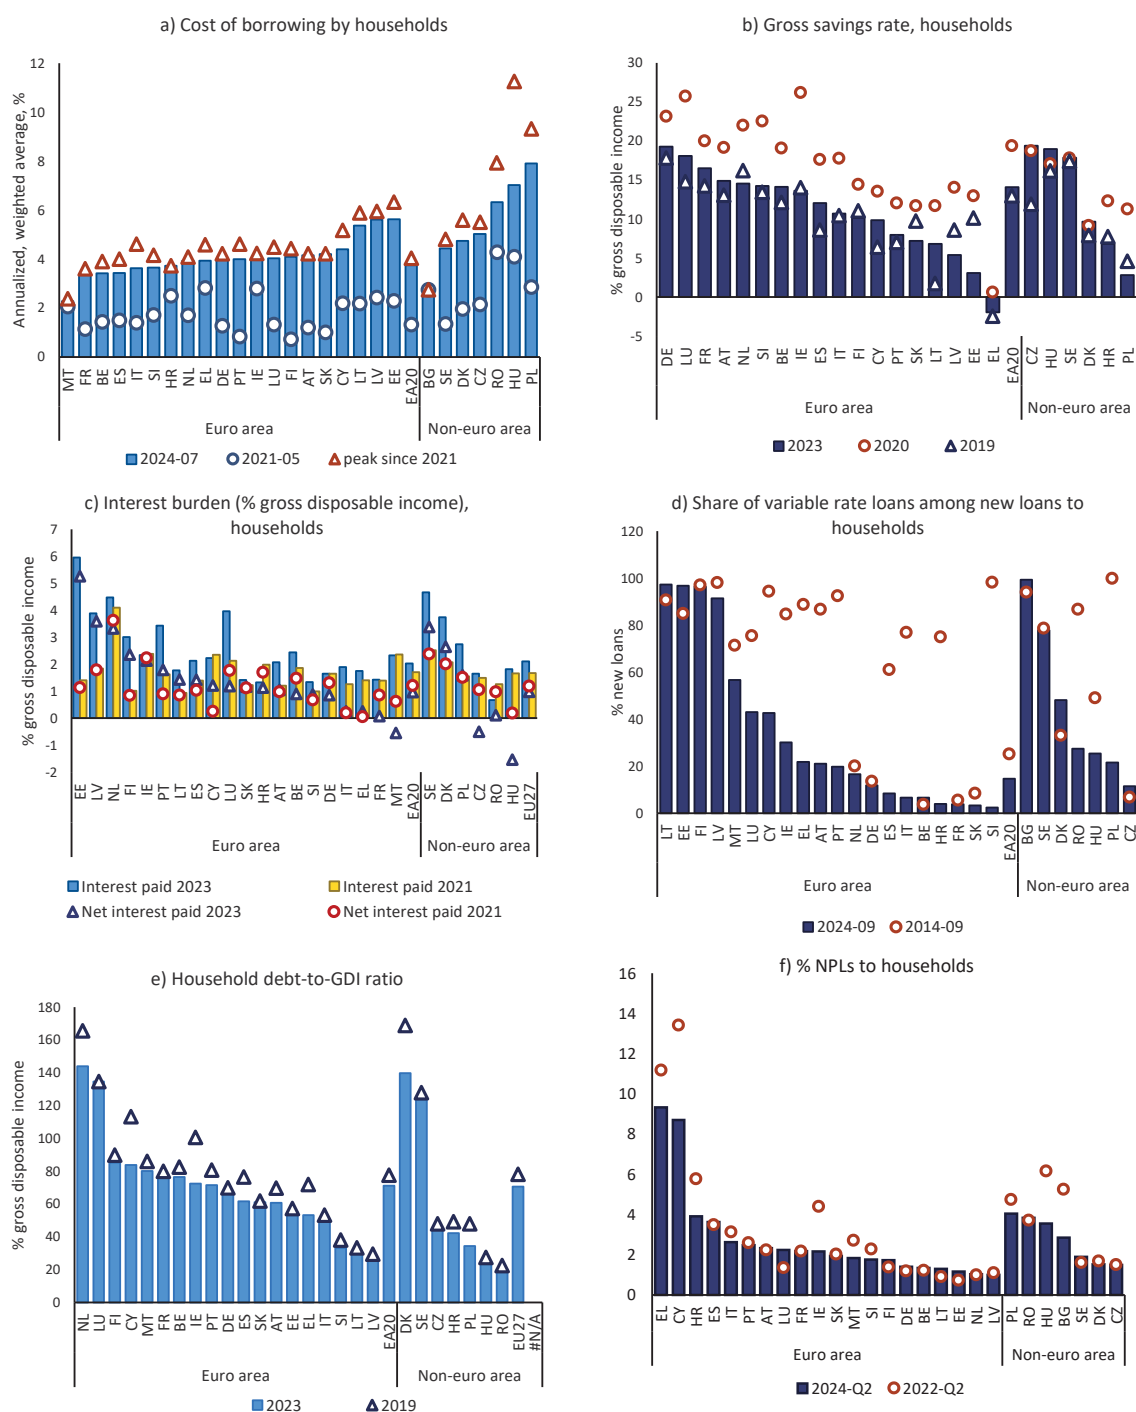 a) Cost of borrowing by households
Annualized, weighted average, %
12
10
8
6
4
2
0
MT FR BE ES IT SI HR NL EL DE PT IE LU FI AT SK CY LT LV EE EA20 BG SE DK CZ RO HU PL
Euro area Non-euro area
2024-07 2021-05 peak since 2021
b) Gross savings rate, households
% gross disposable income
30
25
20
15
10
5
0
-5
DE LU FR AT NL SI BE IE ES IT FI CY PT SK LT LV EE EL EA20 CZ HU SE DK HR PL
Euro area Non-euro area
2023 2020 2019
c) Interest burden (% gross disposable income),
households
% gross disposable income
7
6
5
4
3
2
1
0
-1
-2
EE LV NL FI IE PT LT ES CY LU SK HR AT BE SI DE IT EL FR MT EA20 SE DK PL CZ RO HU EU27
Euro area Non-euro area
Interest paid 2023 Interest paid 2021
Net interest paid 2023 Net interest paid 2021
d) Share of variable rate loans among new loans to
households
% new loans
120
100
80
60
40
20
0
LT EE FI LV MT LU CY IE EL AT PT NL DE ES IT BE HR FR SK SI EA20 BG SE DK RO HU PL CZ
Euro area Non-euro area
2024-09 2014-09
e) Household debt-to-GDI ratio
% gross disposable income
180
160
140
120
100
80
60
40
20
0
NL LU FI CY MT FR BE IE PT DE ES SK AT EE EL IT SI LT LV EA20 DK SE CZ HR PL HU RO EU27 #N/A
Euro area Non-euro area
2023 2019
f) % NPLs to households
16
14
12
10
8
6
4
2
0
EL CY HR ES IT PT AT LU FR IE SK MT SI FI DE BE LT EE NL LV PL RO HU BG SE DK CZ
Euro area Non-euro area
2024-Q2 2022-Q2